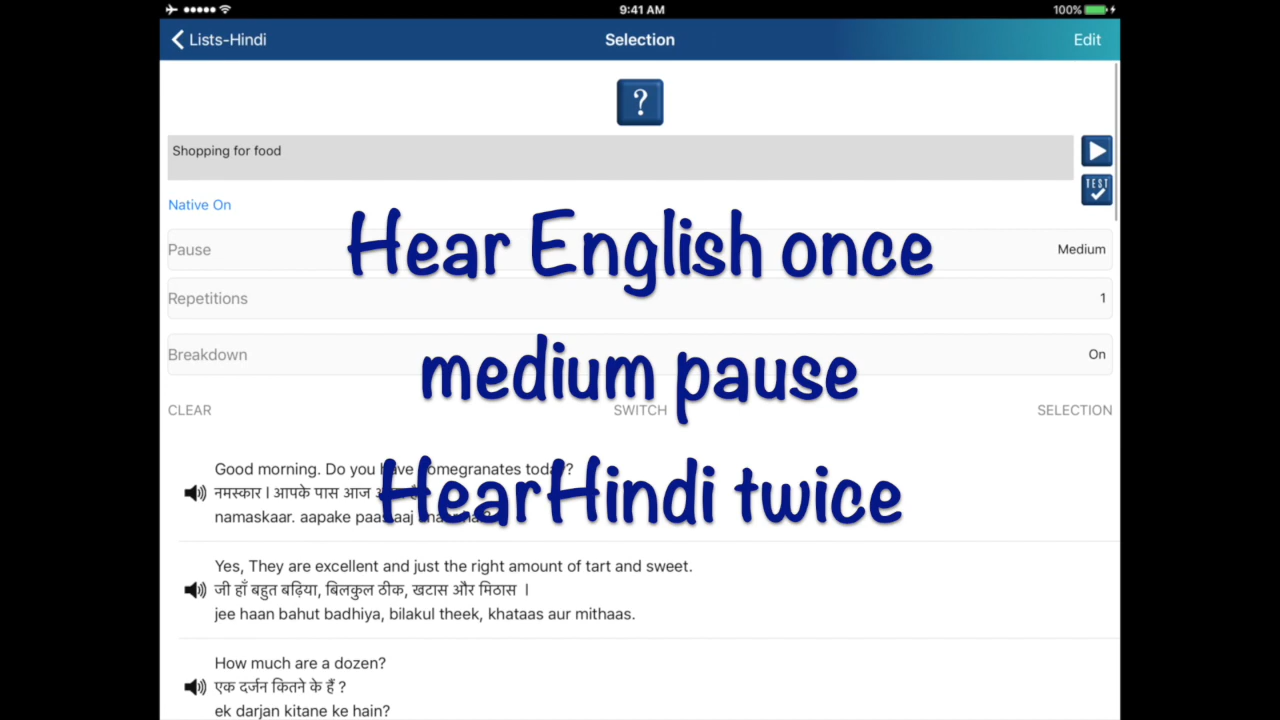 9:41 AM
100%
Lists-Hindi
Selection
Edit
?
Shopping for food
TEST
Native On
Hear English once
Pause
Medium
Repetitions
1
medium pause
Breakdown
On
CLEAR
SWITCH
SELECTION
HearHindi twice
Good morning. Do you have pomegranates today?
नमस्कार । आपके पास आज
namaskaar. aapake paas aaj
Yes, They are excellent and just the right amount of tart and sweet.
जी हाँ बहुत बढ़िया, बिलकुल ठीक, खटास और मिठास ।
jee haan bahut badhiya, bilakul theek, khataas aur mithaas.
How much are a dozen?
एक दर्जन कितने के हैं ?
ek darjan kitane ke hain?